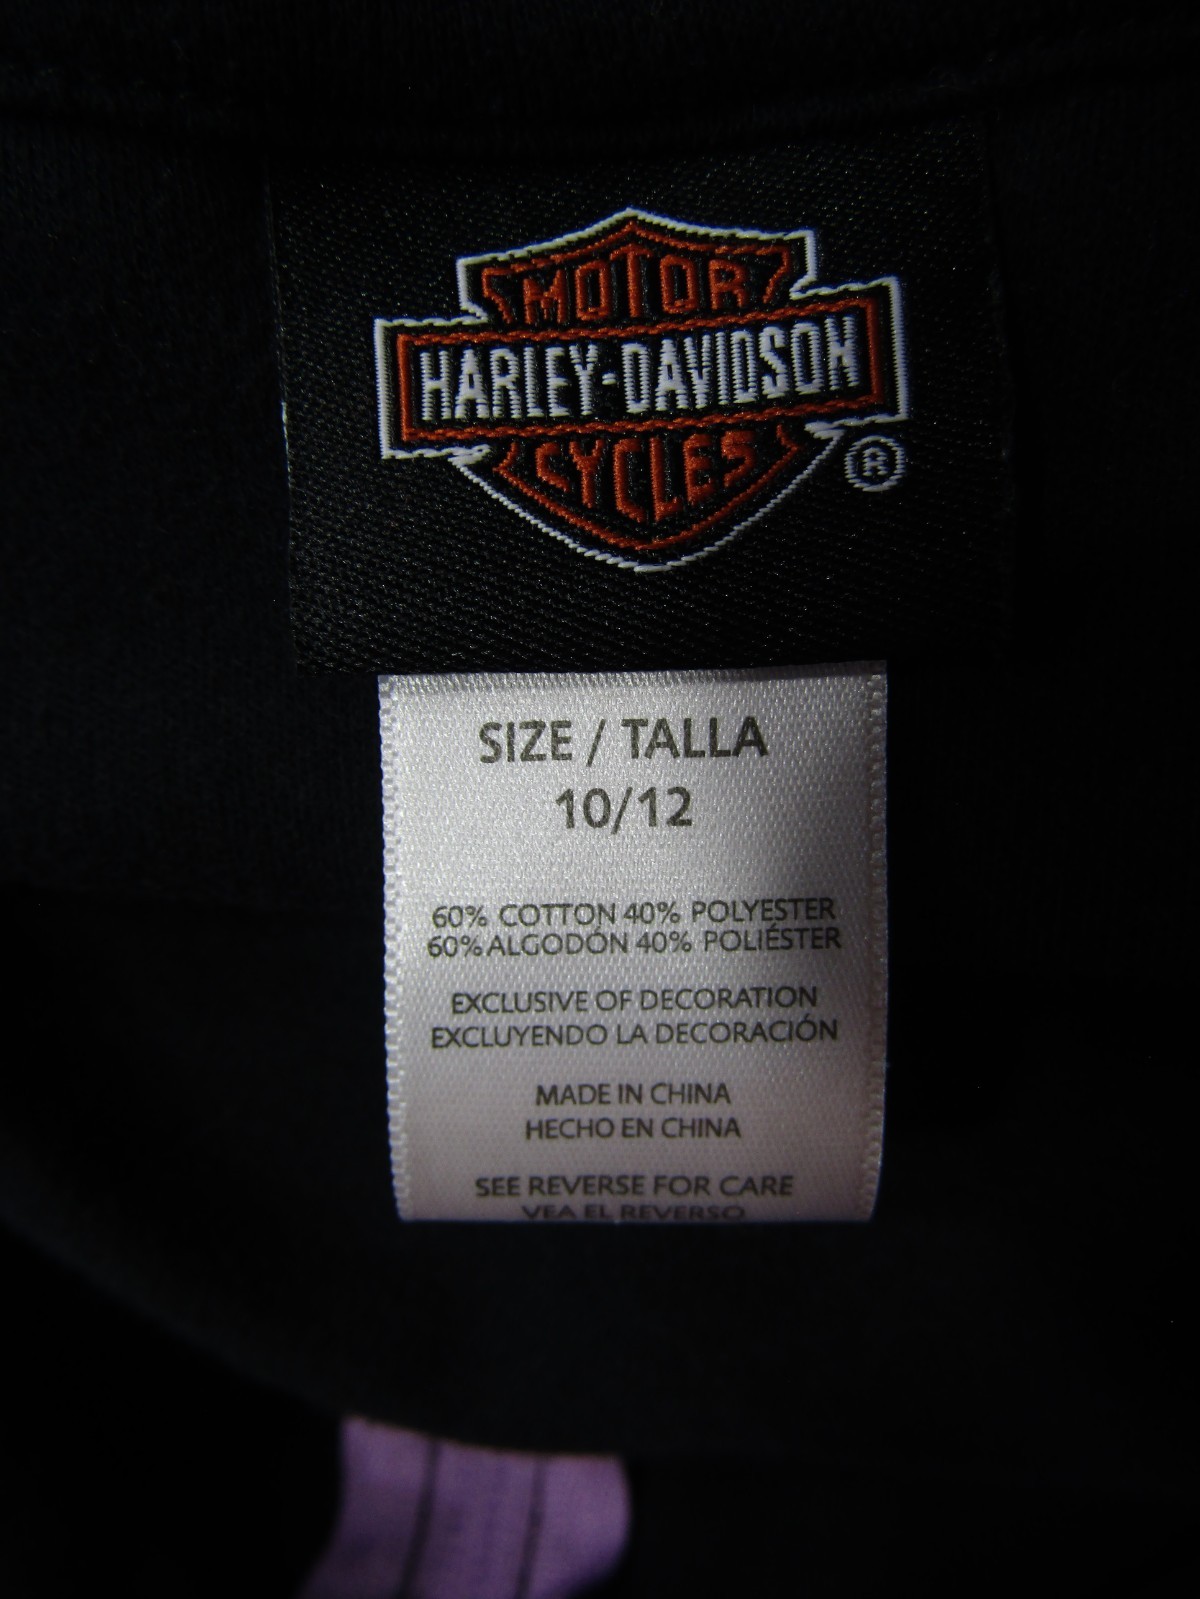 MOTOR
HARLEY-DAVIDSON
CYCLES
®
SIZE / TALLA
10/12
60% COTTON 40% POLYESTER
60% ALGODÓN 40% POLIÉSTER
EXCLUSIVE OF DECORATION
EXCLUYENDO LA DECORACIÓN
MADE IN CHINA
HECHO EN CHINA
SEE REVERSE FOR CARE
VEA EL REVERSO